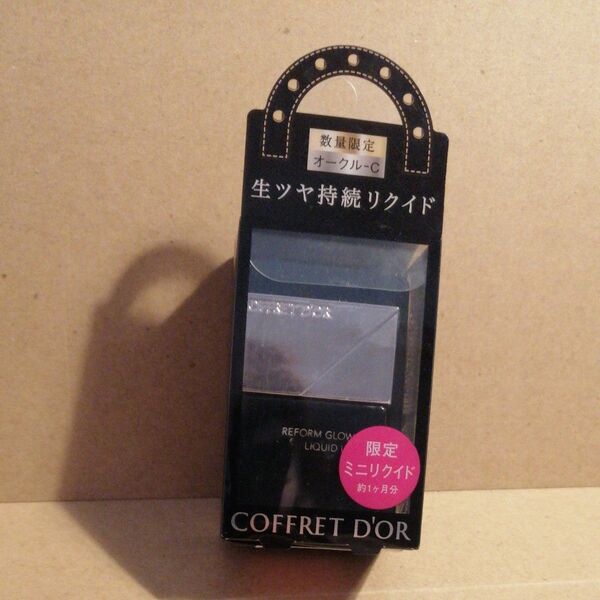 数量限定
オークル-C
生ツヤ持続リクイド
COFFRET D'OR
REFORM GLOW
LIQUID
限定
ミニリクイド
約1ヶ月分
COFFRET D'OR